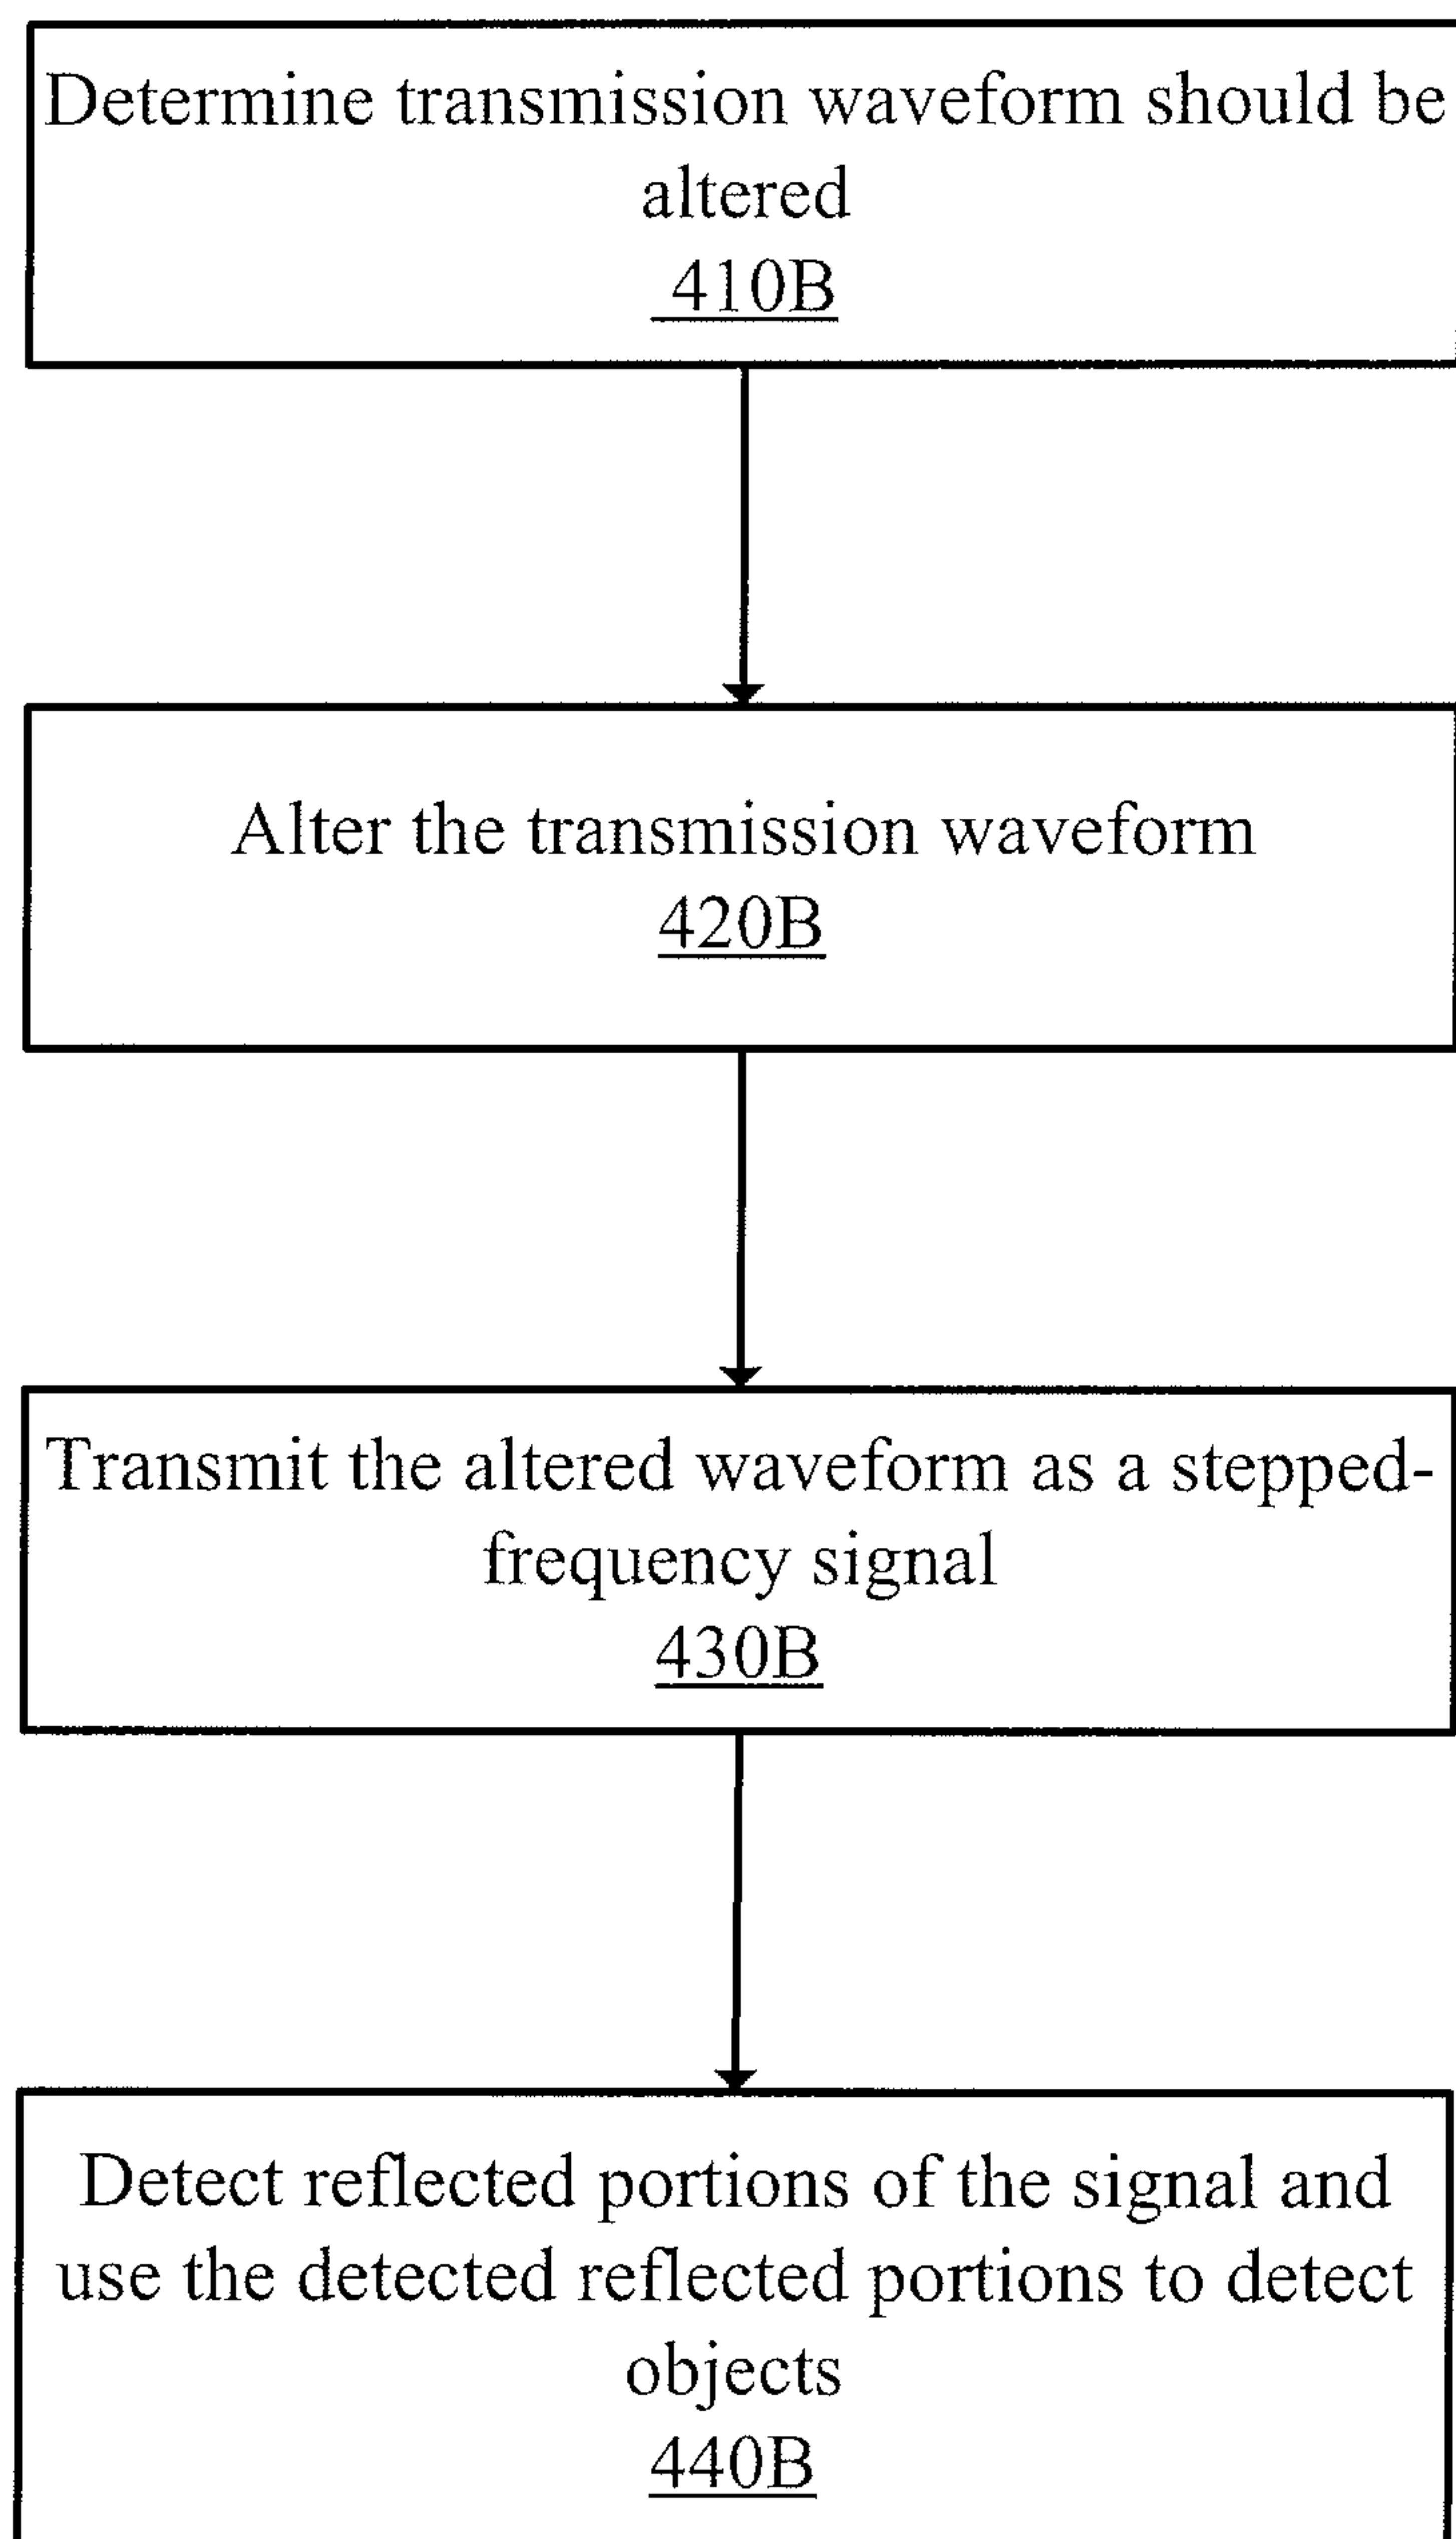 Determine transmission waveform should be
altered
410B
Alter the transmission waveform
420B
Transmit the altered waveform as a stepped-
frequency signal
430B
Detect reflected portions of the signal and
use the detected reflected portions to detect
objects
440B